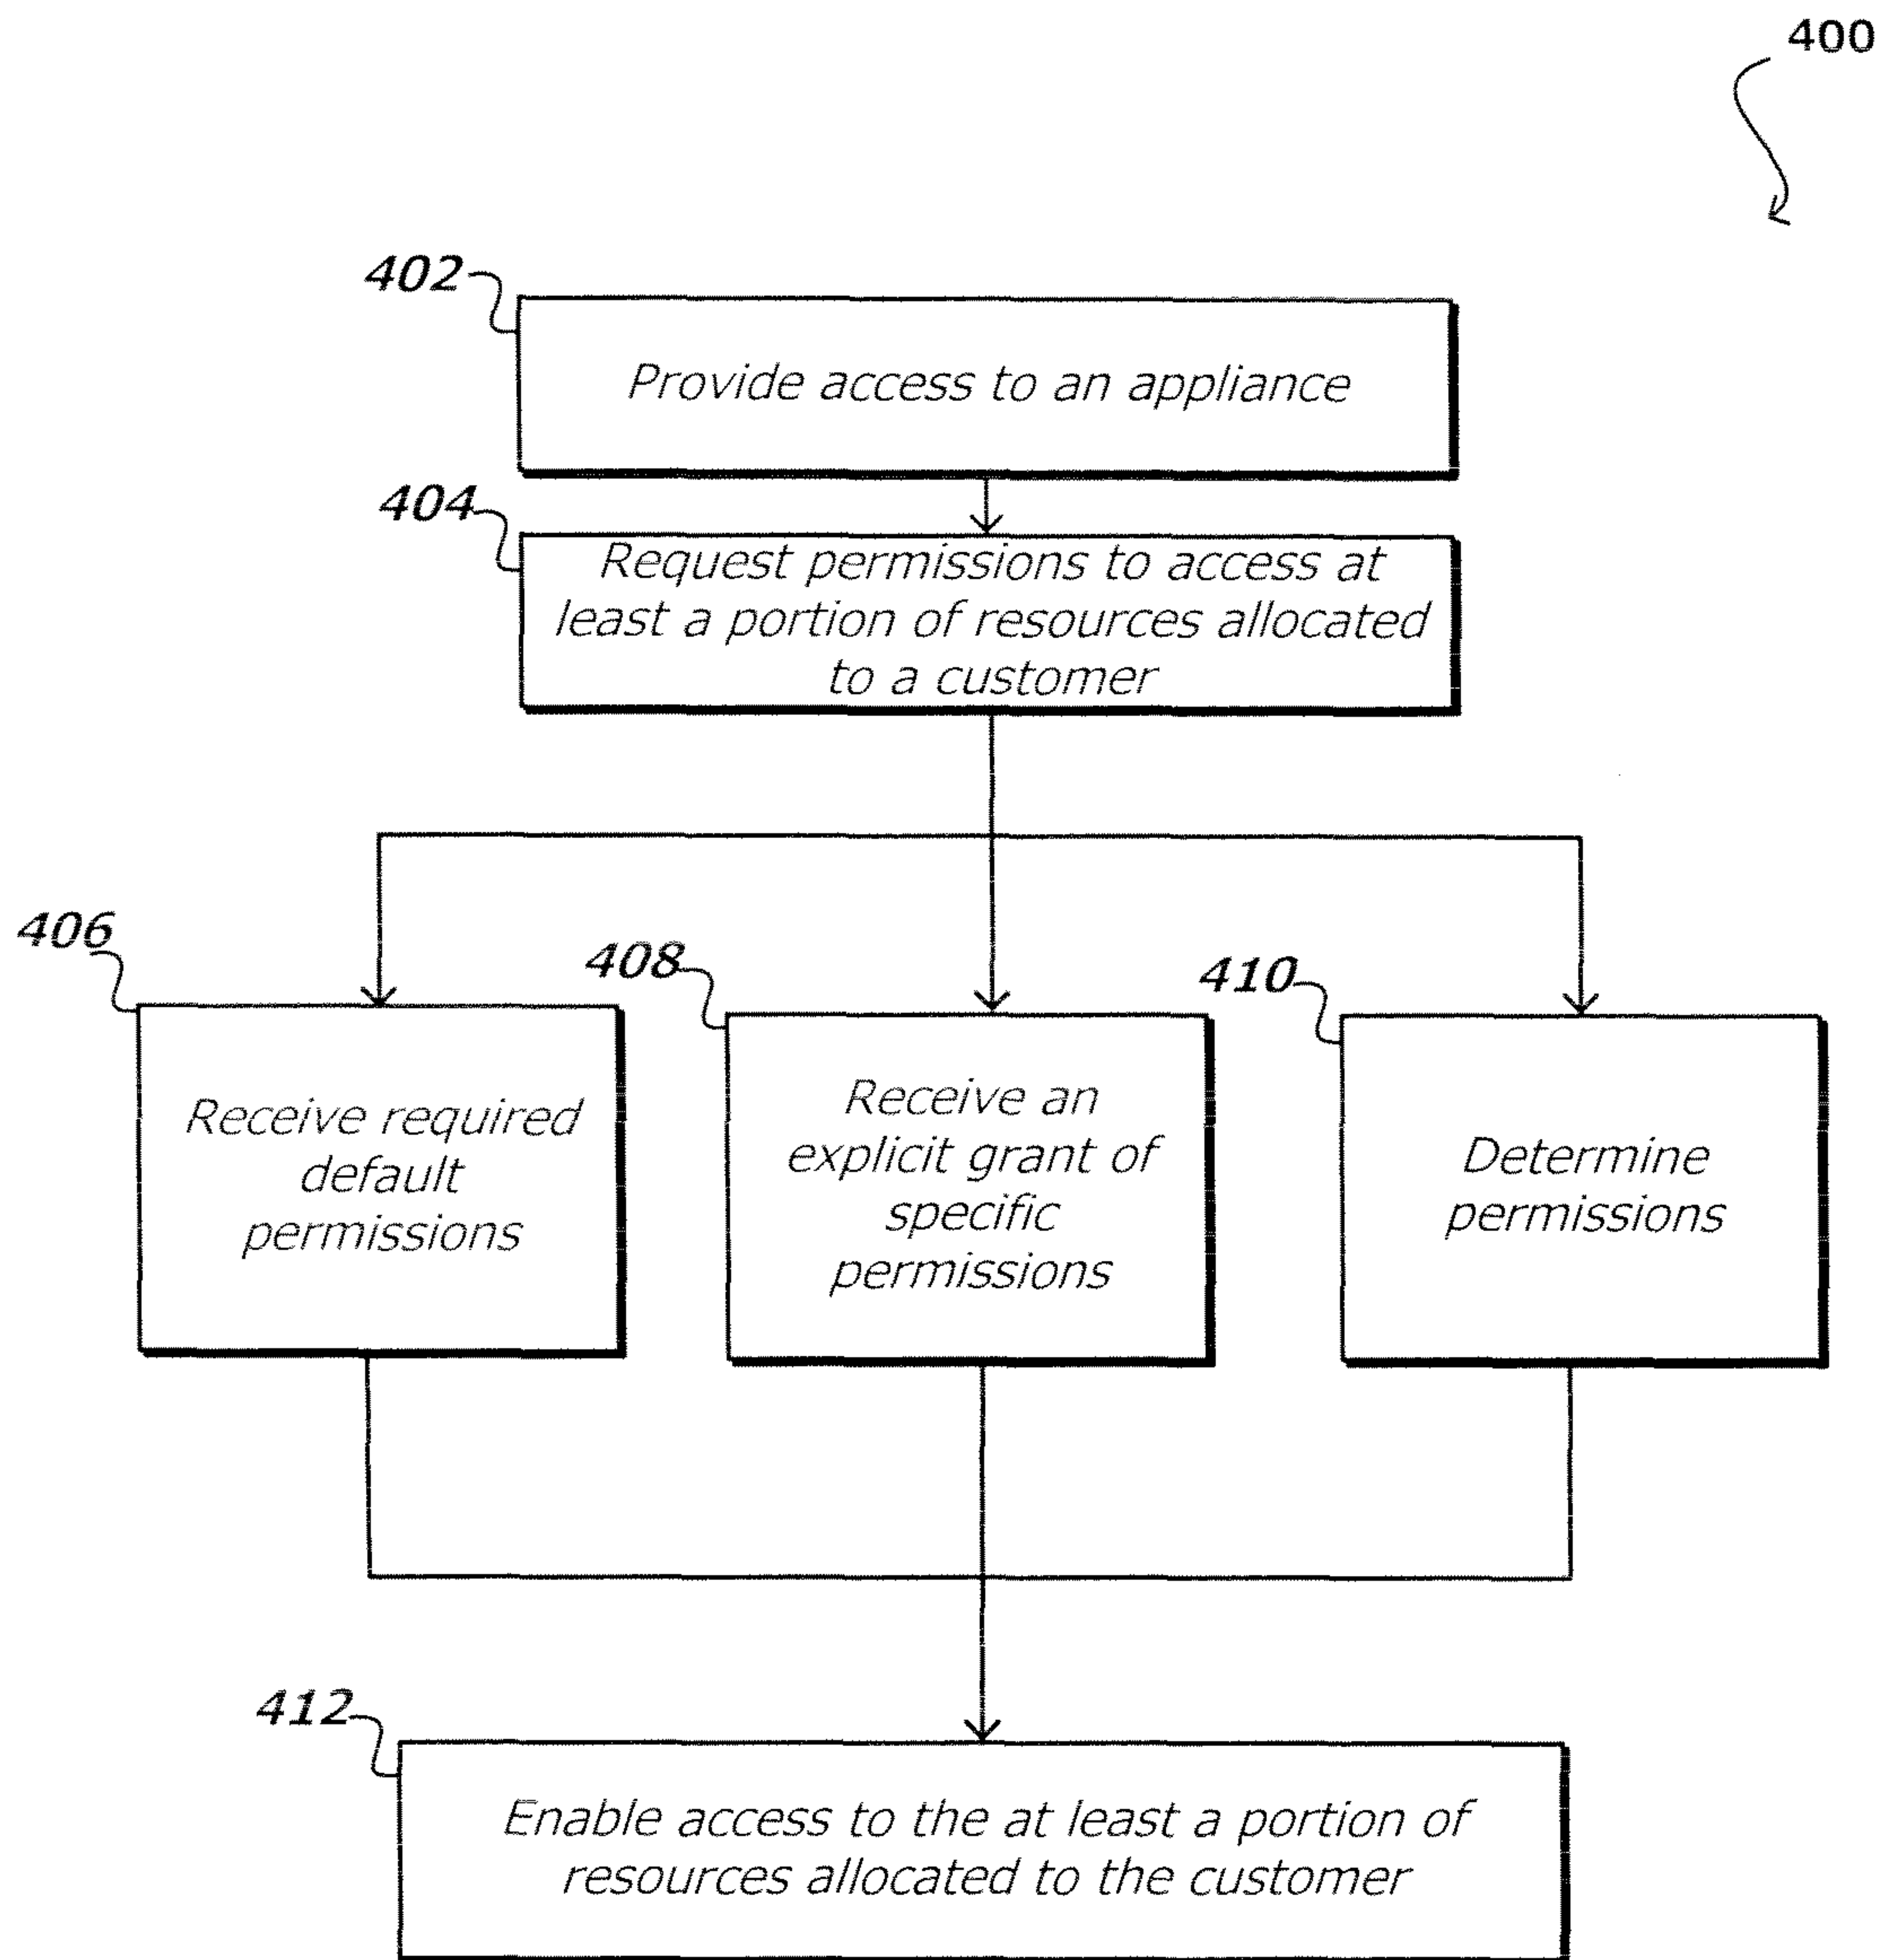 400
402
Provide access to an appliance
404
Request permissions to access at
least a portion of resources allocated
to a customer
406
Receive required
default
permissions
408
Receive an
explicit grant of
specific
permissions
410
Determine
permissions
412
Enable access to the at least a portion of
resources allocated to the customer